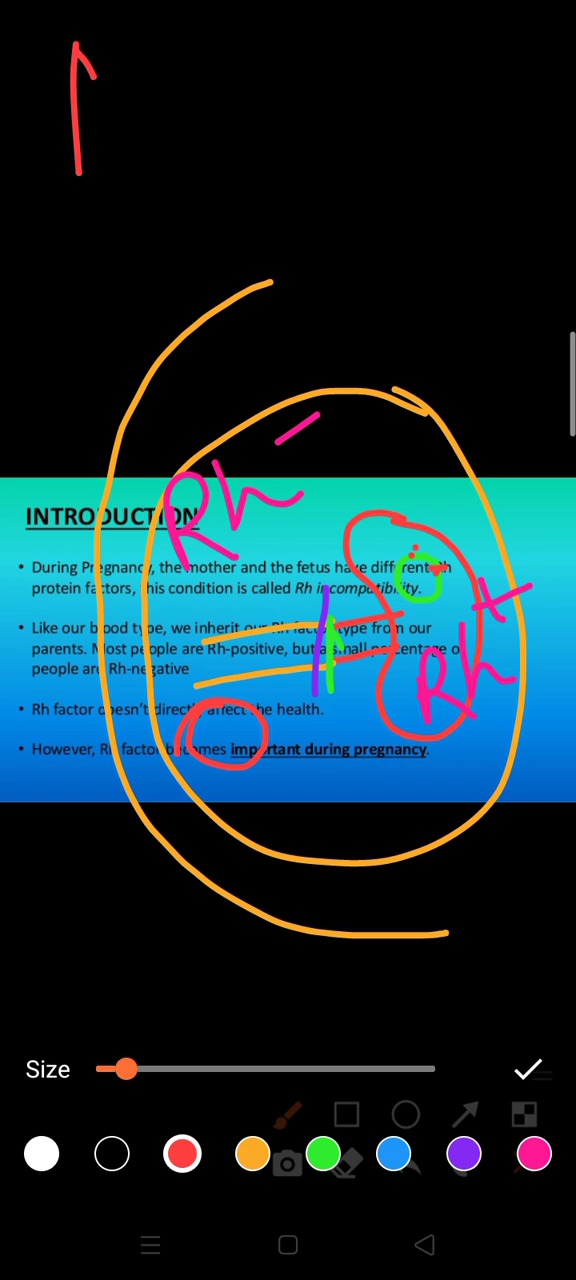 Rh -
INTRODUCTION
• During Pregnancy, the mother and the fetus have different Rh
protein factors, this condition is called Rh incompatibility.
• Like our blood type, we inherit our Rh factor type from our
parents. Most people are Rh-positive, but a small percentage of
people are Rh-negative
Rh +
• Rh factor doesn't directly affect the health.
• However, Rh factor becomes important during pregnancy.
Size